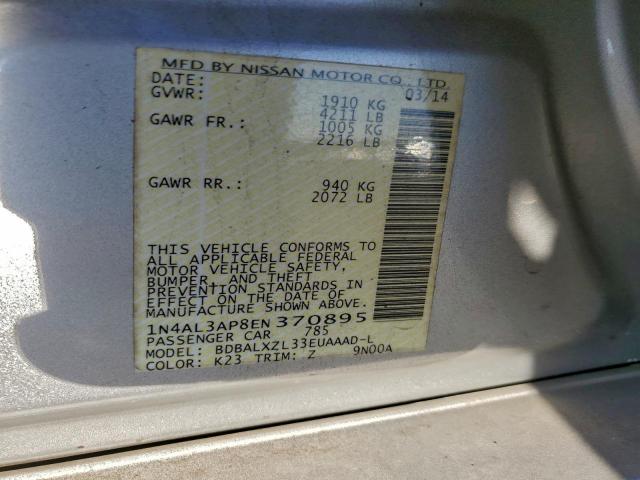 MFD BY NISSAN MOTOR CO., LTD.
DATE: 03/14
GVWR: 1910 KG
4211 LB
GAWR FR.: 1005 KG
2216 LB
GAWR RR.: 940 KG
2072 LB
THIS VEHICLE CONFORMS TO
ALL APPLICABLE FEDERAL
MOTOR VEHICLE SAFETY,
BUMPER, AND THEFT
PREVENTION STANDARDS IN
EFFECT ON THE DATE OF
MANUFACTURE SHOWN ABOVE.
1N4AL3AP8EN370895
PASSENGER CAR 785
MODEL: BDBALXZL33EUAAAD-L
COLOR: K23 TRIM: Z 9N00A